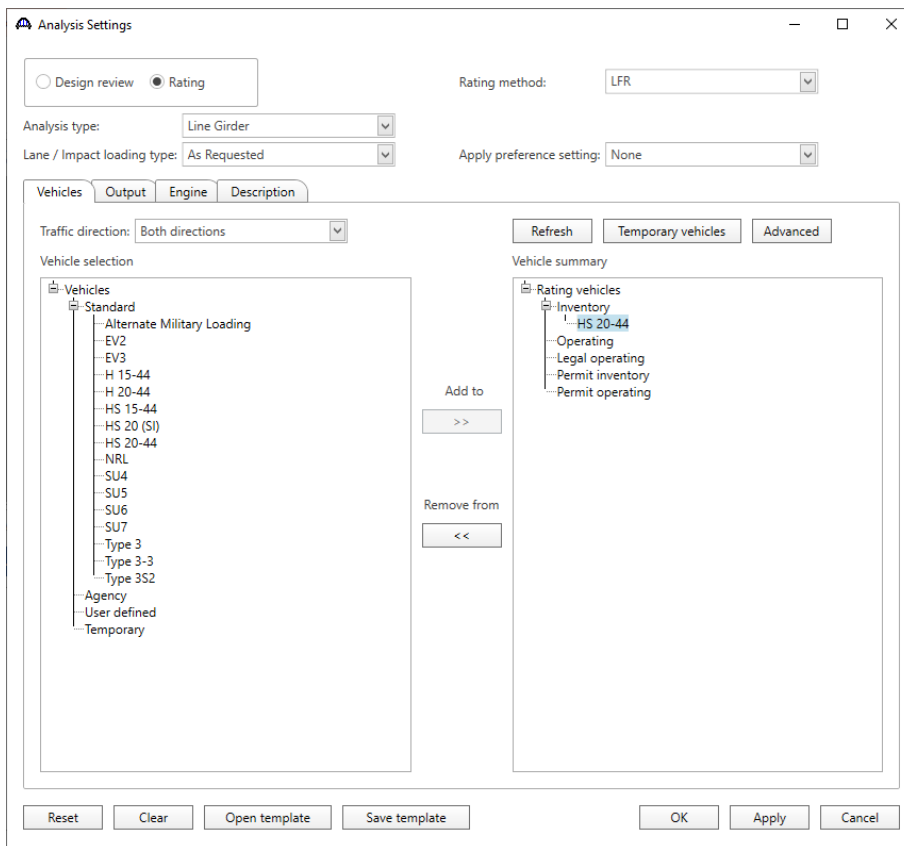 Analysis Settings
Design review Rating
Rating method: LFR
Analysis type: Line Girder
Lane / Impact loading type: As Requested
Apply preference setting: None
Vehicles Output Engine Description
Traffic direction: Both directions
Refresh Temporary vehicles Advanced
Vehicle selection
Vehicles
Standard
Alternate Military Loading
EV2
EV3
H 15-44
H 20-44
HS 15-44
HS 20 (SI)
HS 20-44
NRL
SU4
SU5
SU6
SU7
Type 3
Type 3-3
Type 3S2
Agency
User defined
Temporary
Add to
>>
Remove from
<<
Vehicle summary
Rating vehicles
Inventory
HS 20-44
Operating
Legal operating
Permit inventory
Permit operating
Reset Clear Open template Save template OK Apply Cancel